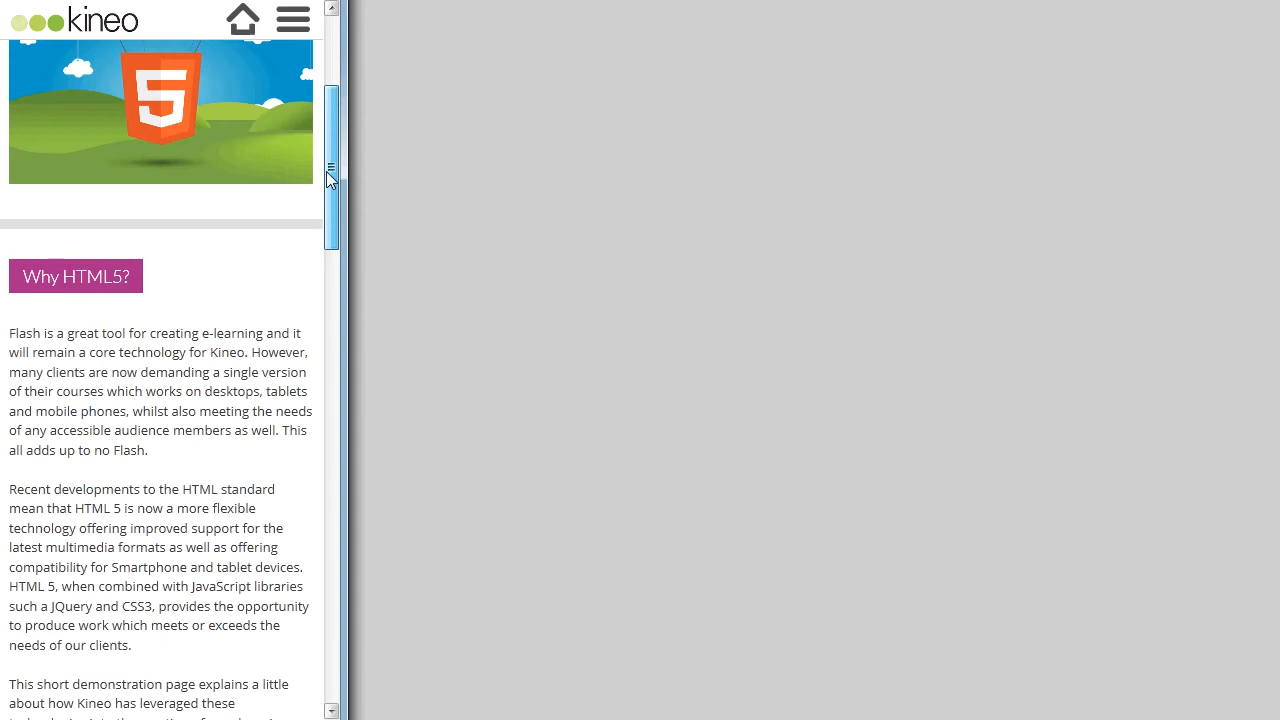 kineo
5
Why HTML5?
Flash is a great tool for creating e-learning and it
will remain a core technology for Kineo. However,
many clients are now demanding a single version
of their courses which works on desktops, tablets
and mobile phones, whilst also meeting the needs
of any accessible audience members as well. This
all adds up to no Flash.
Recent developments to the HTML standard
mean that HTML 5 is now a more flexible
technology offering improved support for the
latest multimedia formats as well as offering
compatibility for Smartphone and tablet devices.
HTML 5, when combined with JavaScript libraries
such a JQuery and CSS3, provides the opportunity
to produce work which meets or exceeds the
needs of our clients.
This short demonstration page explains a little
about how Kineo has leveraged these